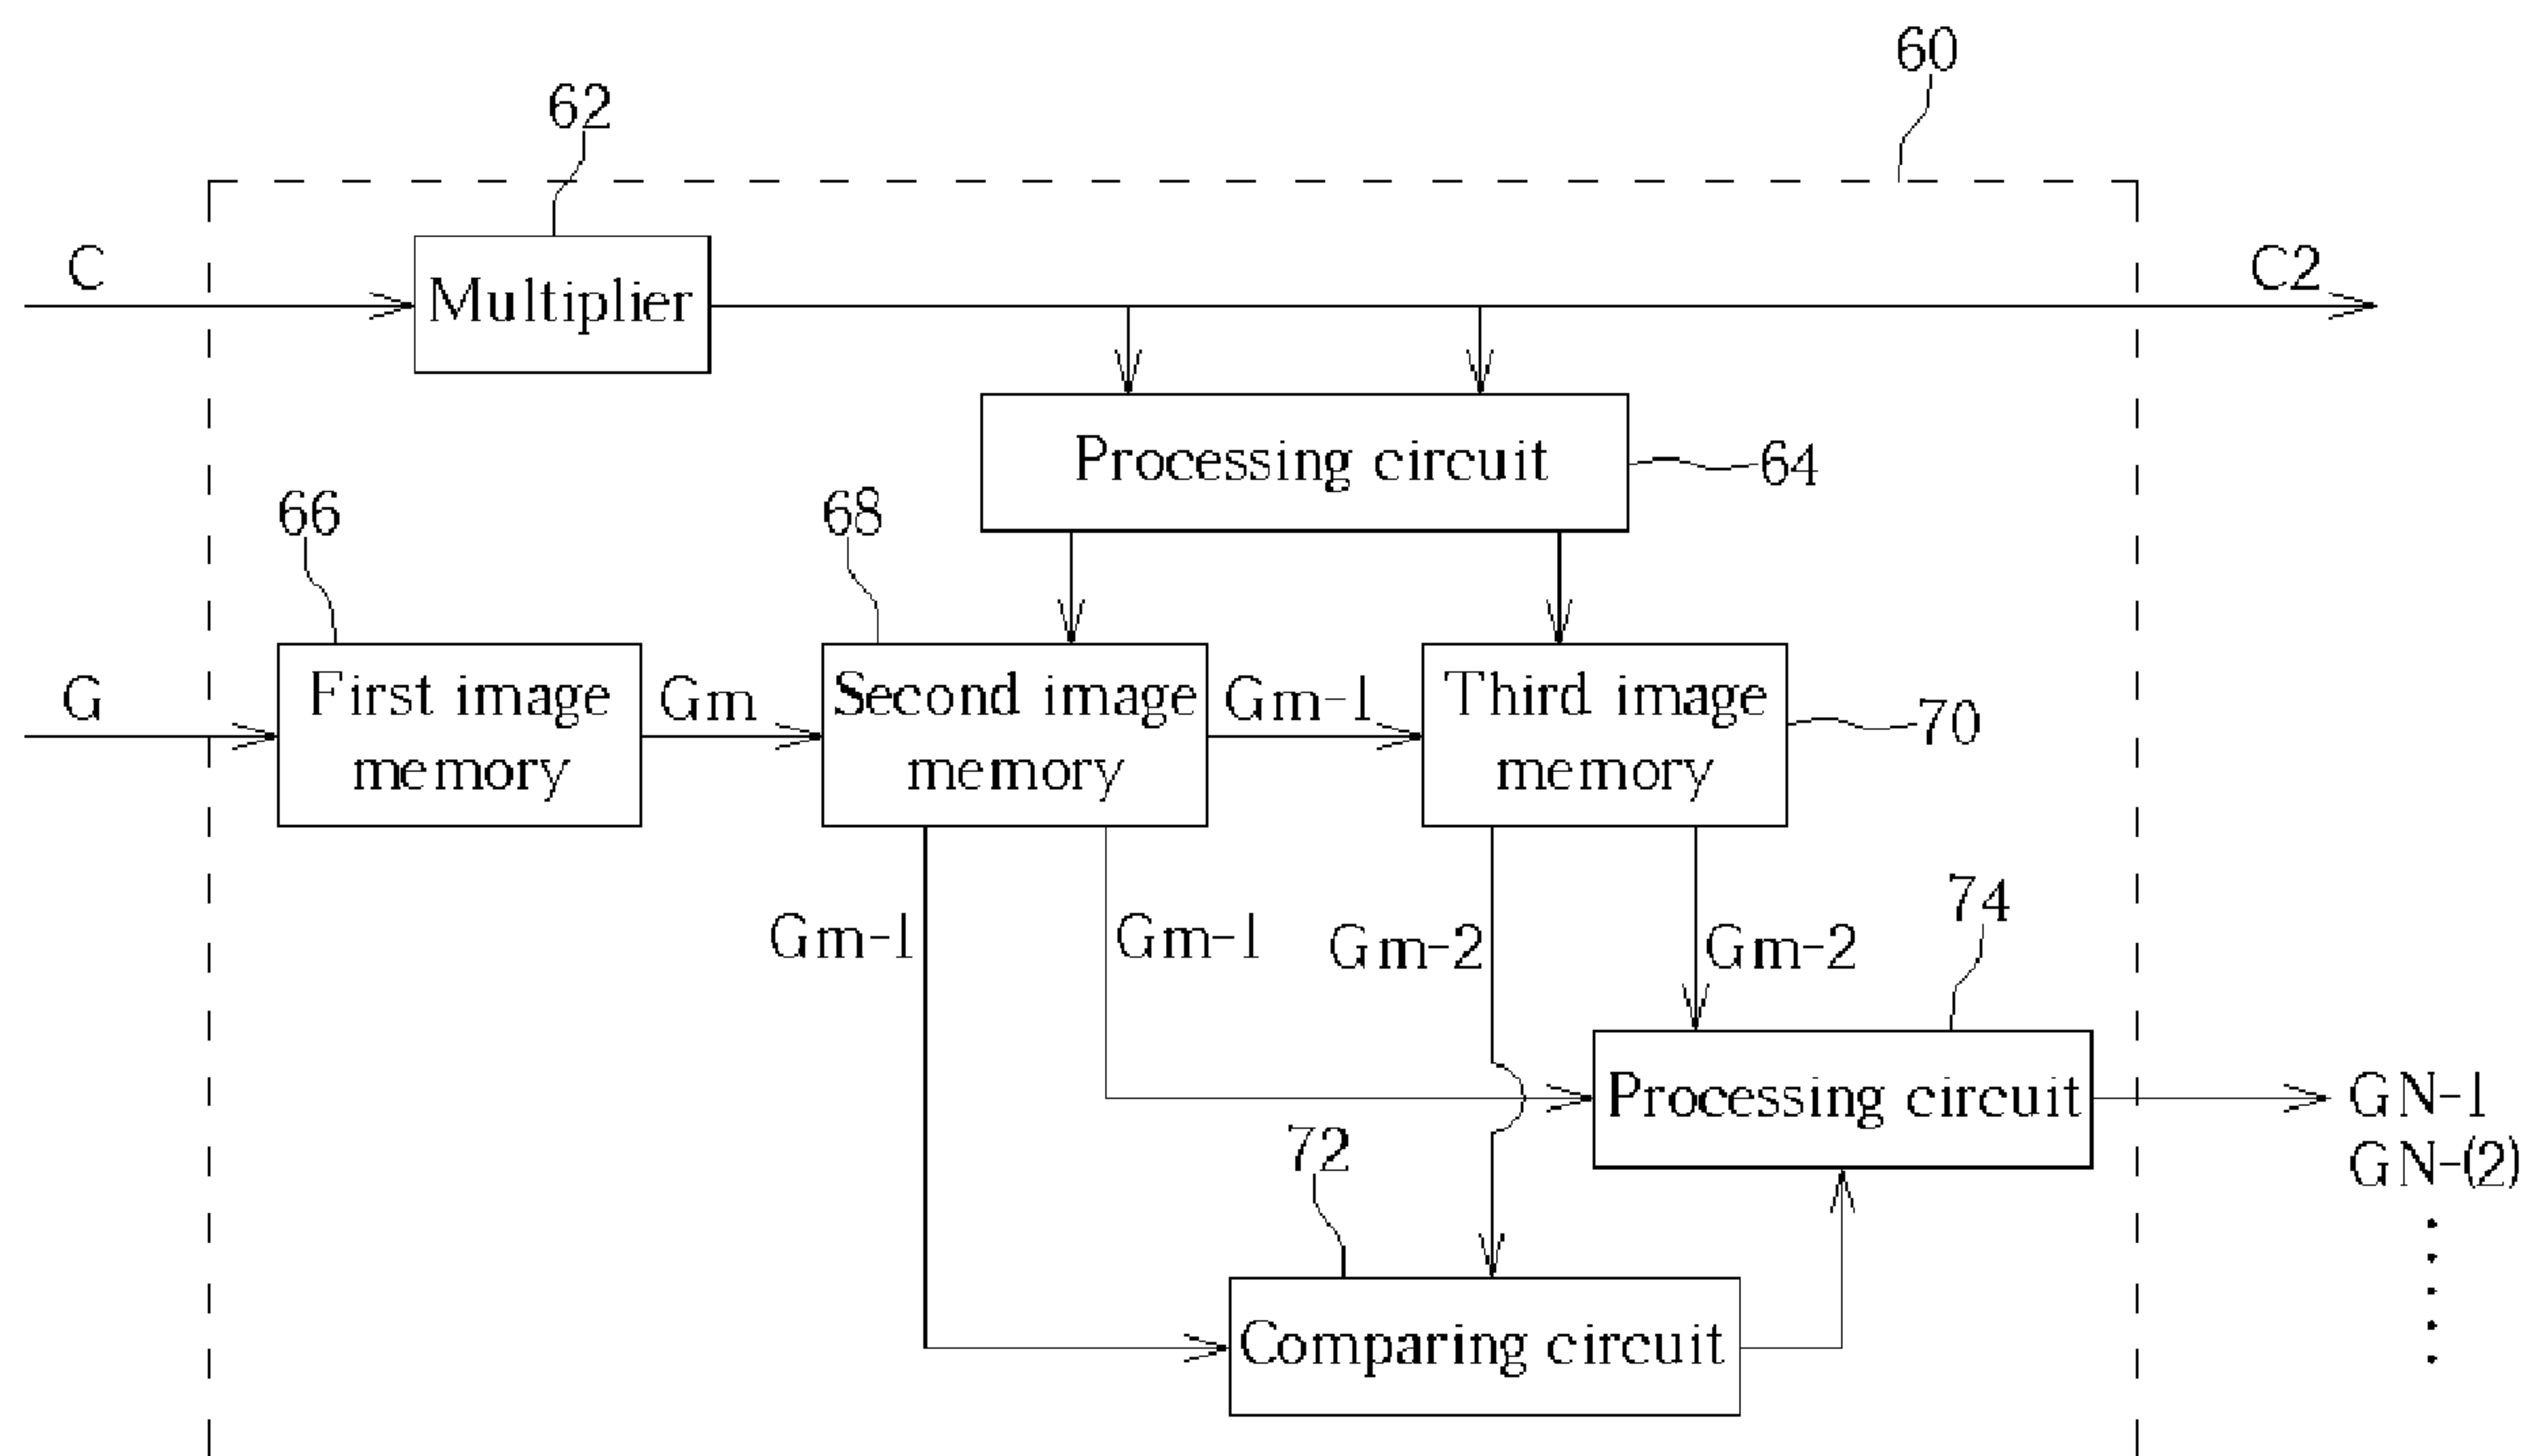 60
62
C
Multiplier
C2
Processing circuit
64
66
68
G
First image
memory
Gm
Second image
memory
Gm-1
Third image
memory
70
Gm-1
Gm-1
Gm-2
Gm-2
74
Processing circuit
GN-1
GN-(2)
72
Comparing circuit